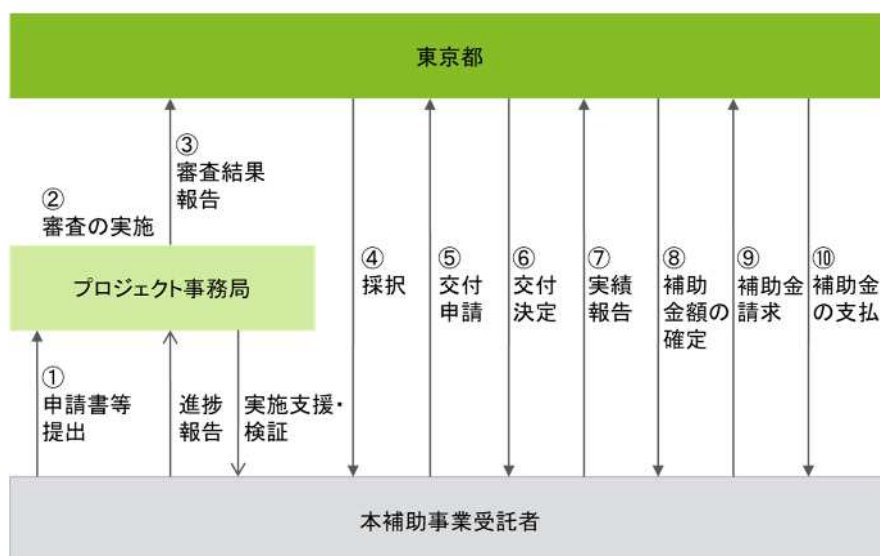 東京都
③
審査結果
報告
②
審査の実施
プロジェクト事務局
①
申請書等
提出
進捗
報告
実施支援・
検証
④
採択
⑤
交付
申請
⑥
交付
決定
⑦
実績
報告
⑧
補助
金額の
確定
⑨
補助金
請求
⑩
補助金
の支払
本補助事業受託者